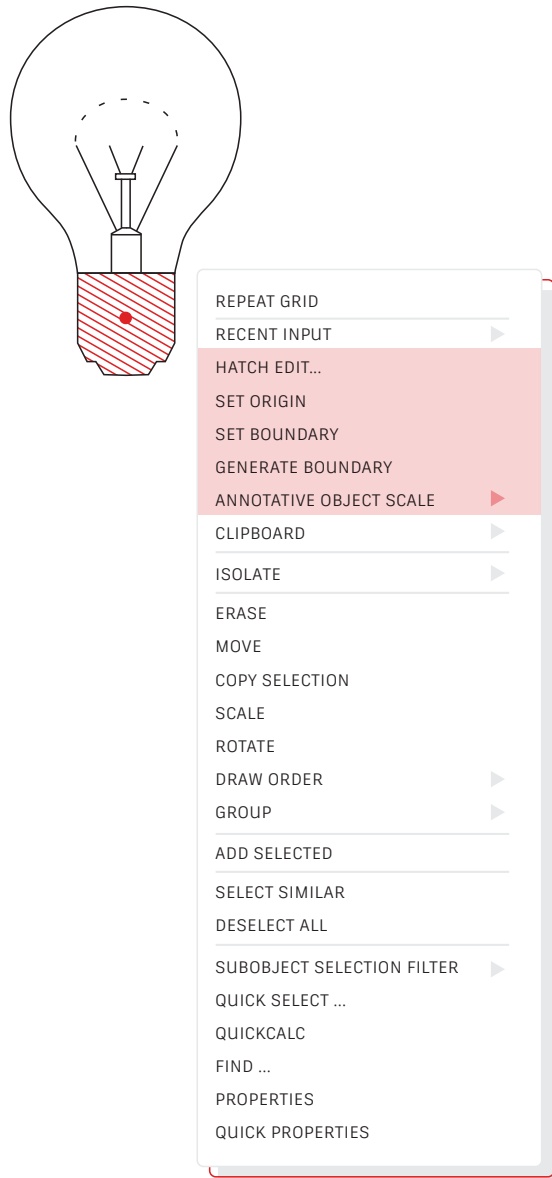 REPEAT GRID
RECENT INPUT
HATCH EDIT...
SET ORIGIN
SET BOUNDARY
GENERATE BOUNDARY
ANNOTATIVE OBJECT SCALE
CLIPBOARD
ISOLATE
ERASE
MOVE
COPY SELECTION
SCALE
ROTATE
DRAW ORDER
GROUP
ADD SELECTED
SELECT SIMILAR
DESELECT ALL
SUBOBJECT SELECTION FILTER
QUICK SELECT ...
QUICKCALC
FIND ...
PROPERTIES
QUICK PROPERTIES